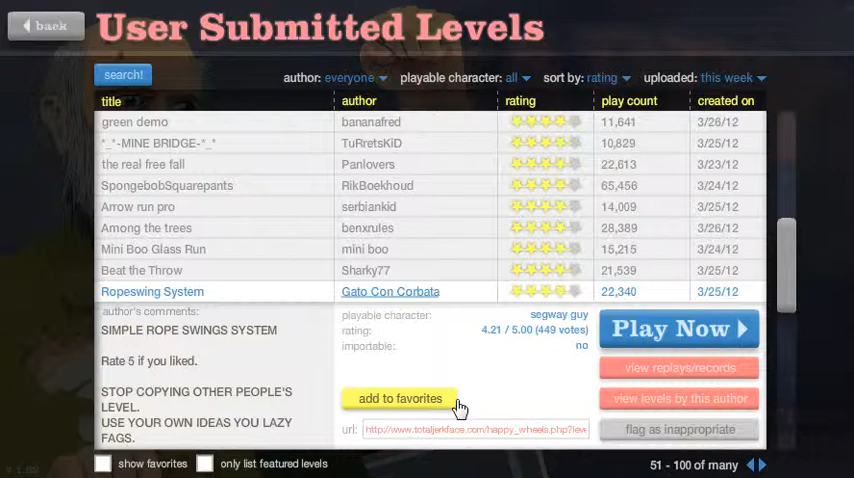 back
User Submitted Levels
search!
author: everyone playable character: all sort by: rating uploaded: this week
title author rating play count created on
green demo bananafred 11,641 3/26/12
*_*-MINE BRIDGE-*_* TuRretsKiD 10,829 3/25/12
the real free fall Panlovers 22,613 3/23/12
SpongebobSquarepants RikBoekhoud 65,456 3/24/12
Arrow run pro serbiankid 14,009 3/25/12
Among the trees benxrules 28,389 3/26/12
Mini Boo Glass Run mini boo 15,215 3/24/12
Beat the Throw Sharky77 21,539 3/25/12
Ropeswing System Gato Con Corbata 22,340 3/25/12
author's comments:
SIMPLE ROPE SWINGS SYSTEM
Rate 5 if you liked.
STOP COPYING OTHER PEOPLE'S
LEVEL.
USE YOUR OWN IDEAS YOU LAZY
FAGS.
playable character: segway guy
rating: 4.21 / 5.00 (449 votes)
importable: no
add to favorites
url: http://www.totaljerkface.com/happy_wheels.php?leve
Play Now
view replays/records
view levels by this author
flag as inappropriate
show favorites only list featured levels 51 - 100 of many